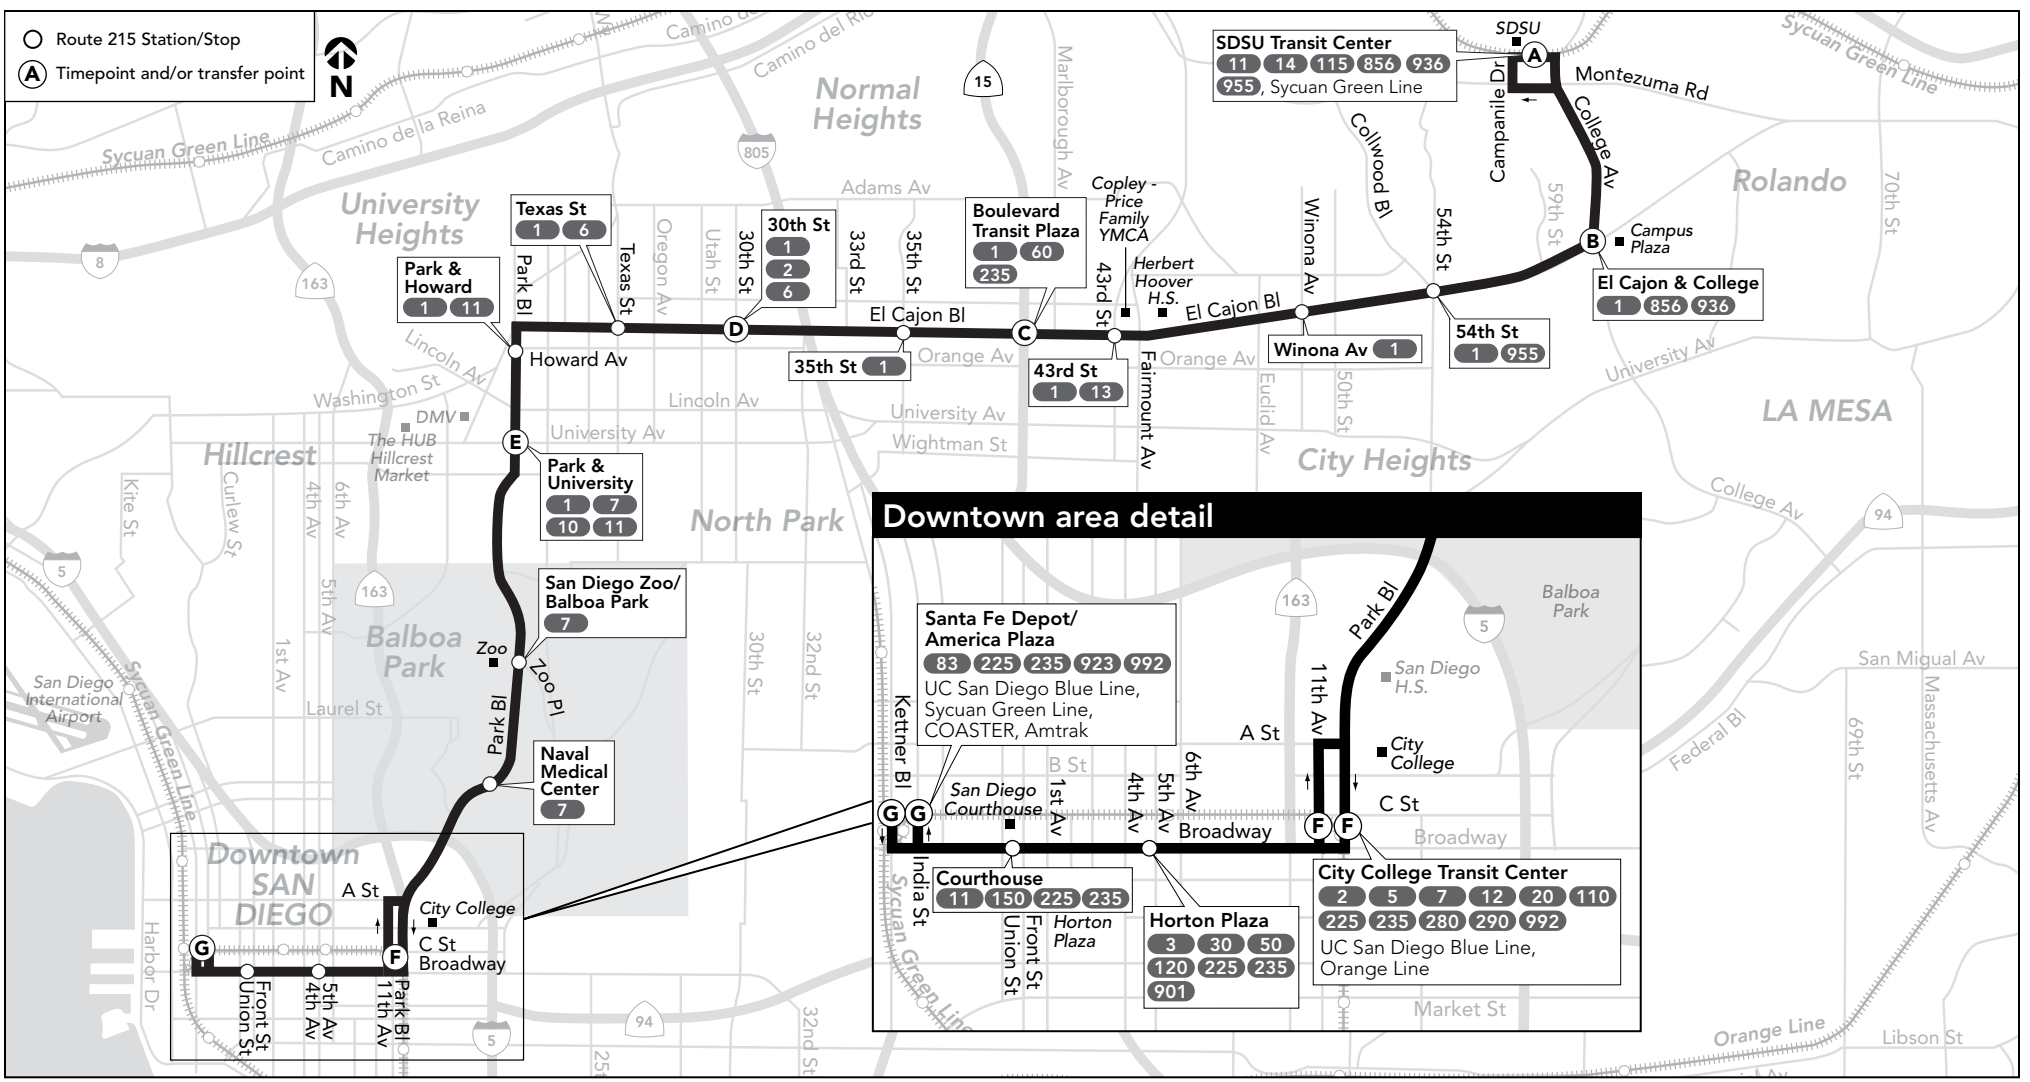 Route 215 Station/Stop
A Timepoint and/or transfer point
N
Camino del Rio
Sycuan Green Line
Camino de la Reina
Normal
Heights
15
805
Marlborough Av
SDSU
SDSU Transit Center
11 14 115 856 936
955, Sycuan Green Line
A
Campanile Dr
Montezuma Rd
College Av
Sycuan Green Line
Collwood Bl
Rolando
70th St
59th St
University
Heights
8
163
Adams Av
Texas St
1 6
Park &
Howard
1 11
Park Bl
Texas St
Oregon Av
Utah St
30th St
30th St
1
2
6
33rd St
35th St
Boulevard
Transit Plaza
1 60
235
Copley -
Price
Family
YMCA
43rd St
Herbert
Hoover
H.S.
Winona Av
54th St
B
Campus
Plaza
El Cajon & College
1 856 936
D
El Cajon Bl
C
El Cajon Bl
Howard Av
35th St 1
Orange Av
43rd St
1 13
Fairmount Av
Orange Av
Winona Av 1
54th St
1 955
University Av
Euclid Av
50th St
Lincoln Av
Washington St
DMV
The HUB
Hillcrest
Market
Lincoln Av
University Av
University Av
Wightman St
Hillcrest
E
Park &
University
1 7
10 11
North Park
City Heights
LA MESA
College Av
94
Kite St
Curlew St
4th Av
6th Av
5th Av
5
163
1st Av
Balboa
Park
San Diego Zoo/
Balboa Park
7
Zoo
Zoo Pl
Park Bl
30th St
32nd St
Laurel St
San Diego
International
Airport
Sycuan Green Line
Naval
Medical
Center
7
Downtown
SAN
DIEGO
A St
City College
G
F
C St
Broadway
Harbor Dr
Union St
Front St
4th Av
5th Av
11th Av
Park Bl
5
94
32nd St
Downtown area detail
163
5
Park Bl
Balboa
Park
Santa Fe Depot/
America Plaza
83 225 235 923 992
UC San Diego Blue Line,
Sycuan Green Line,
COASTER, Amtrak
San Diego
H.S.
Kettner Bl
11th Av
A St
City
College
B St
San Diego
Courthouse
1st Av
4th Av
5th Av
6th Av
C St
G G
F F
Broadway
Broadway
India St
Sycuan Green Line
Courthouse
11 150 225 235
Union St
Front St
Horton
Plaza
Horton Plaza
3 30 50
120 225 235
901
City College Transit Center
2 5 7 12 20 110
225 235 280 290 992
UC San Diego Blue Line,
Orange Line
Market St
San Migual Av
Massachusetts Av
69th St
Federal Bl
Orange Line
Libson St